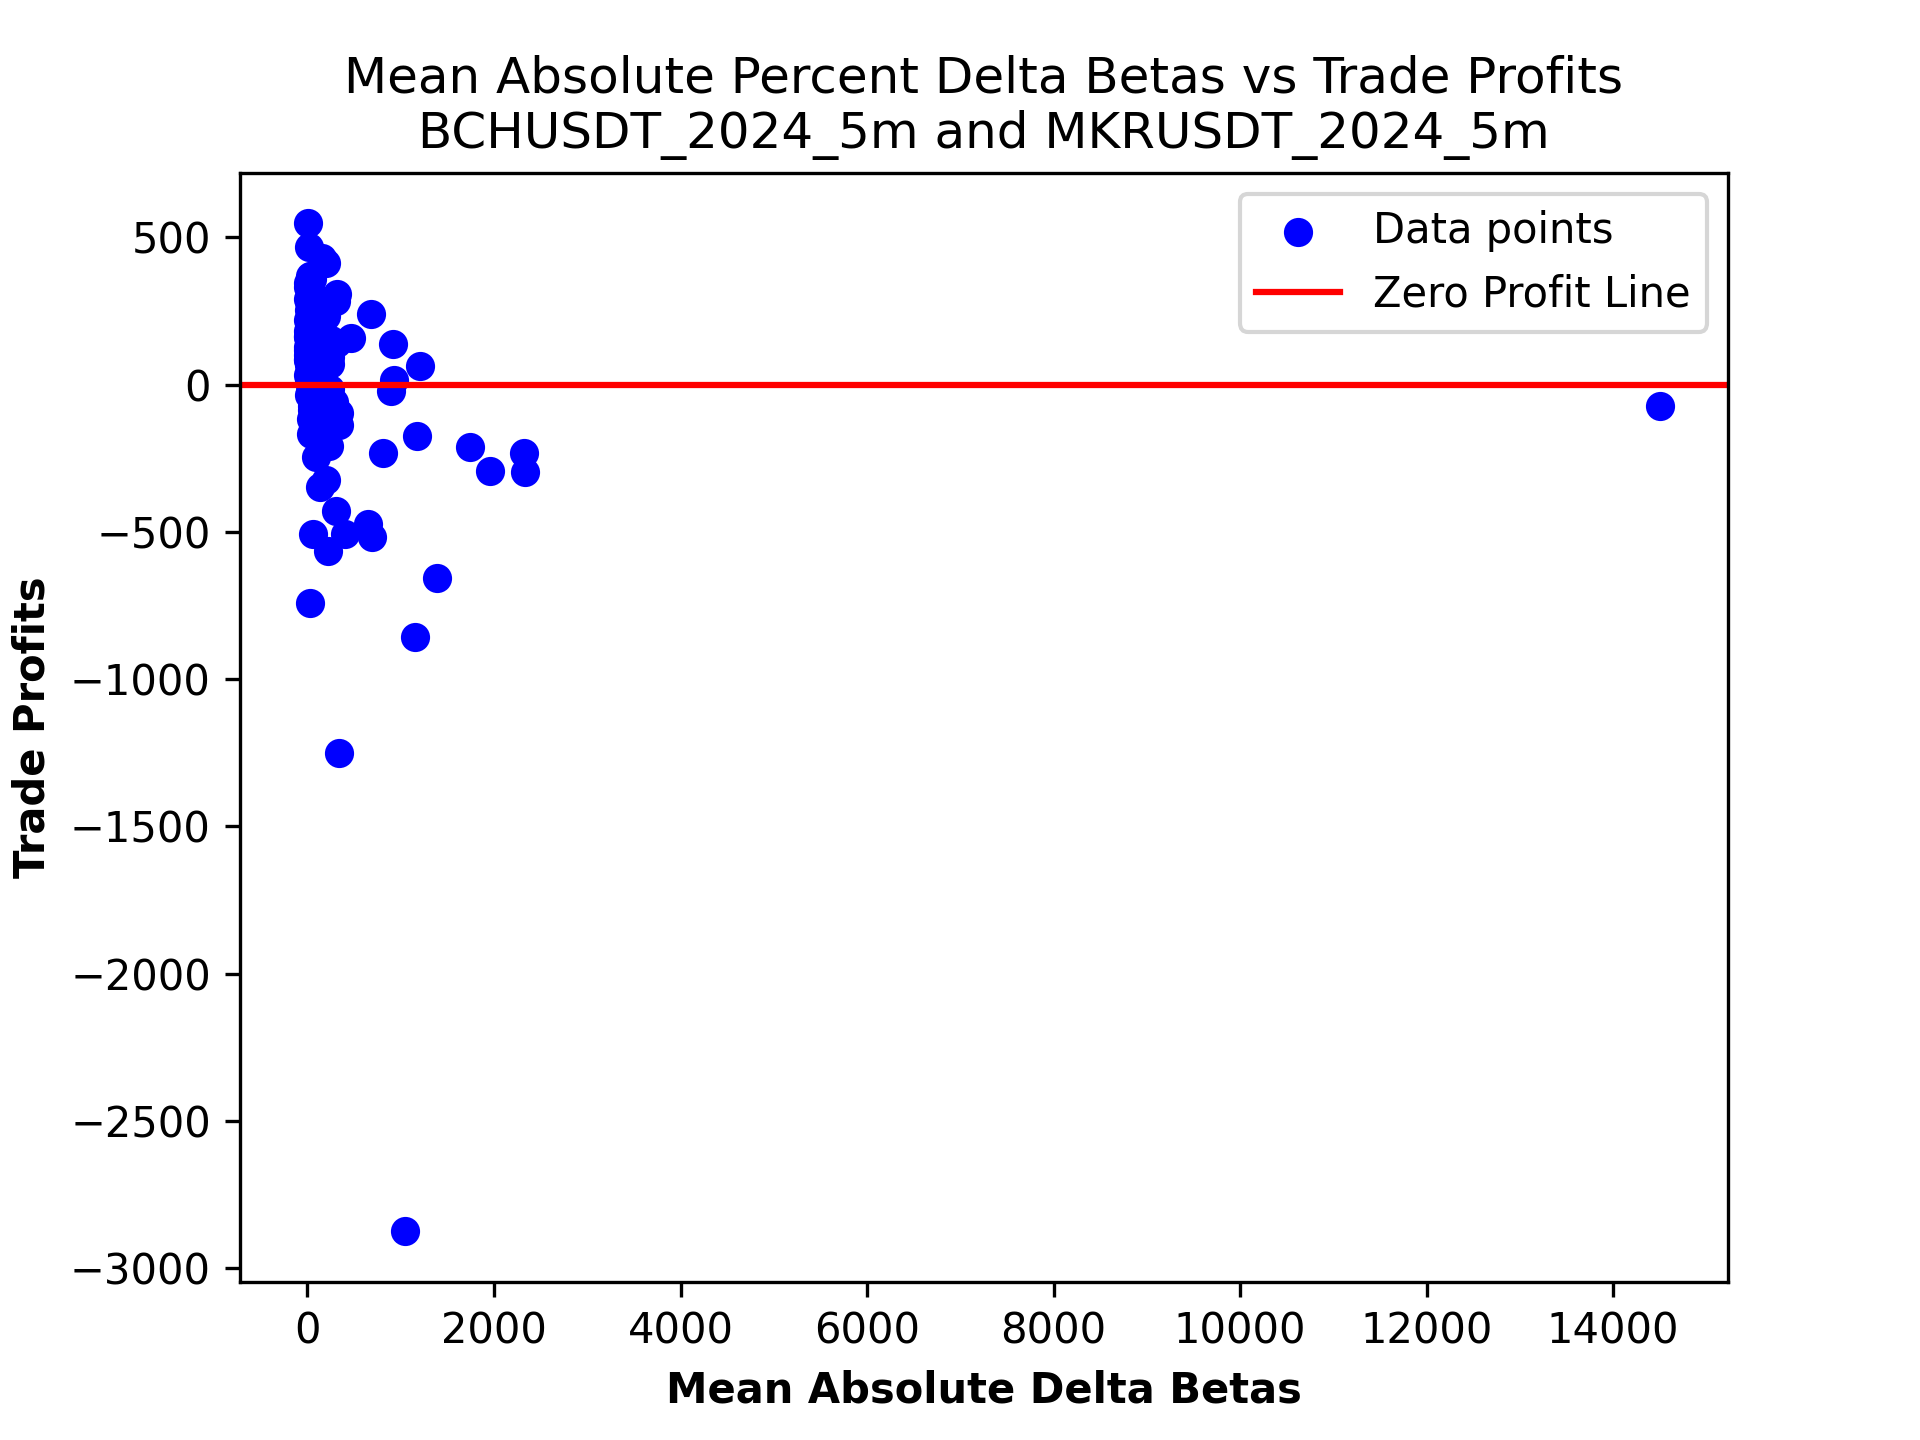 Mean Absolute Percent Delta Betas vs Trade Profits
BCHUSDT_2024_5m and MKRUSDT_2024_5m
Data points
Zero Profit Line
Trade Profits
500
0
−500
−1000
−1500
−2000
−2500
−3000
0 2000 4000 6000 8000 10000 12000 14000
Mean Absolute Delta Betas